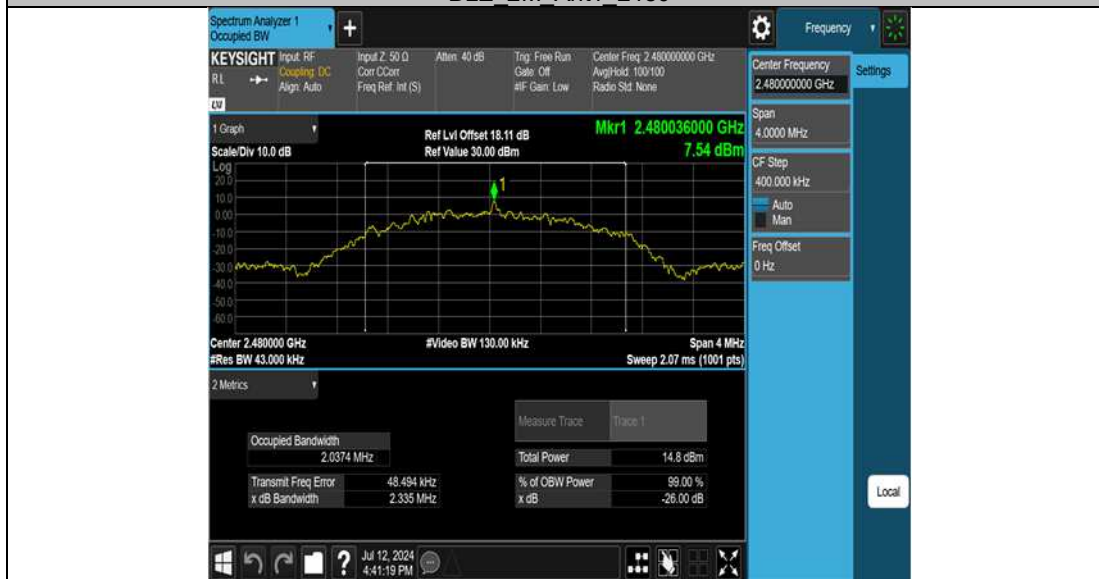 Spectrum Analyzer 1
Occupied BW
Frequency
KEYSIGHT
R L
Input: RF
Coupling: DC
Align: Auto
Input Z: 50 Ω
Corr CCorr
Freq Ref: Int (S)
Atten: 40 dB
Trig: Free Run
Gate: Off
#IF Gain: Low
Center Freq: 2.480000000 GHz
Avg|Hold: 100/100
Radio Std: None
Center Frequency
2.480000000 GHz
Settings
Span
4.0000 MHz
CF Step
400.000 kHz
Auto
Man
Freq Offset
0 Hz
Local
1 Graph
Scale/Div 10.0 dB
Ref Lvl Offset 18.11 dB
Ref Value 30.00 dBm
Mkr1 2.480036000 GHz
7.54 dBm
Log
20.0
10.0
0.00
-10.0
-20.0
-30.0
-40.0
-50.0
-60.0
1
Center 2.480000 GHz
#Video BW 130.00 kHz
Span 4 MHz
#Res BW 43.000 kHz
Sweep 2.07 ms (1001 pts)
2 Metrics
Measure Trace
Trace 1
Occupied Bandwidth
2.0374 MHz
Total Power
14.8 dBm
Transmit Freq Error
48.494 kHz
% of OBW Power
99.00 %
x dB Bandwidth
2.335 MHz
x dB
-26.00 dB
?
Jul 12, 2024
4:41:19 PM